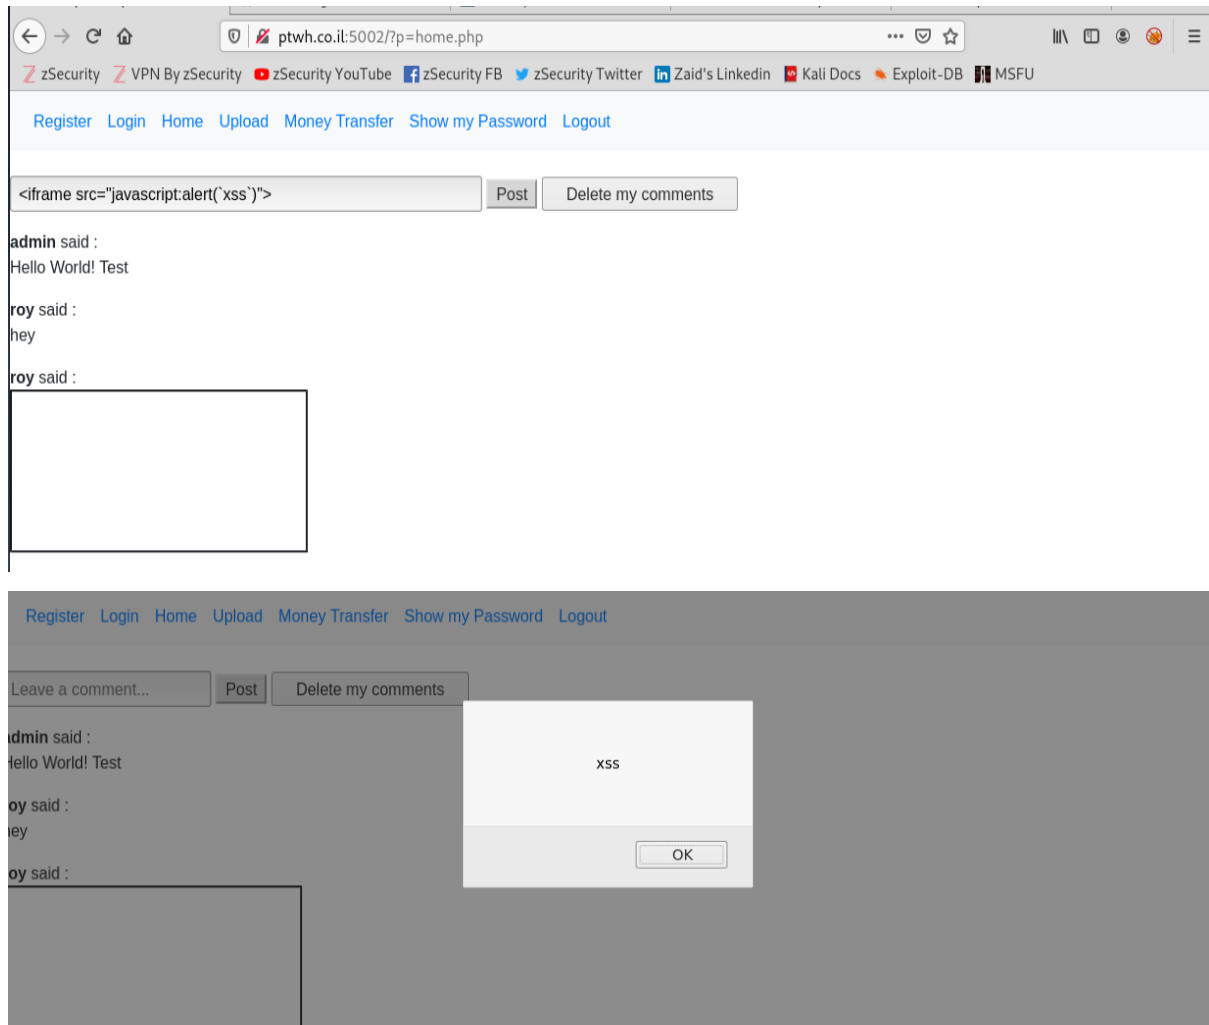 ptwh.co.il:5002/?p=home.php
zSecurity VPN By zSecurity zSecurity YouTube zSecurity FB zSecurity Twitter Zaid's Linkedin Kali Docs Exploit-DB MSFU
Register Login Home Upload Money Transfer Show my Password Logout
<iframe src="javascript:alert(`xss`)"> Post Delete my comments
admin said :
Hello World! Test
roy said :
hey
roy said :
Register Login Home Upload Money Transfer Show my Password Logout
Leave a comment... Post Delete my comments
dmin said :
Hello World! Test
oy said :
ey
oy said :
xss
OK